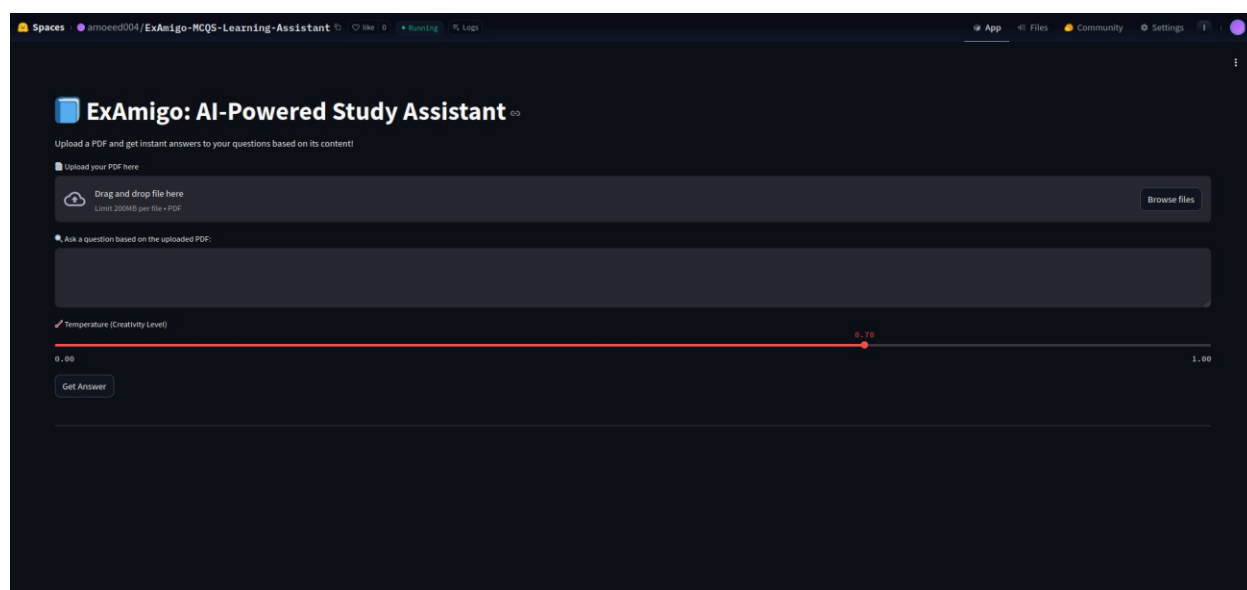 Spaces amoeed004/ExAmigo-MCQS-Learning-Assistant like 0 Running Logs App Files Community Settings
ExAmigo: AI-Powered Study Assistant
Upload a PDF and get instant answers to your questions based on its content!
Upload your PDF here
Drag and drop file here
Limit 200MB per file • PDF
Browse files
Ask a question based on the uploaded PDF:
Temperature (Creativity Level)
0.70
0.00 1.00
Get Answer